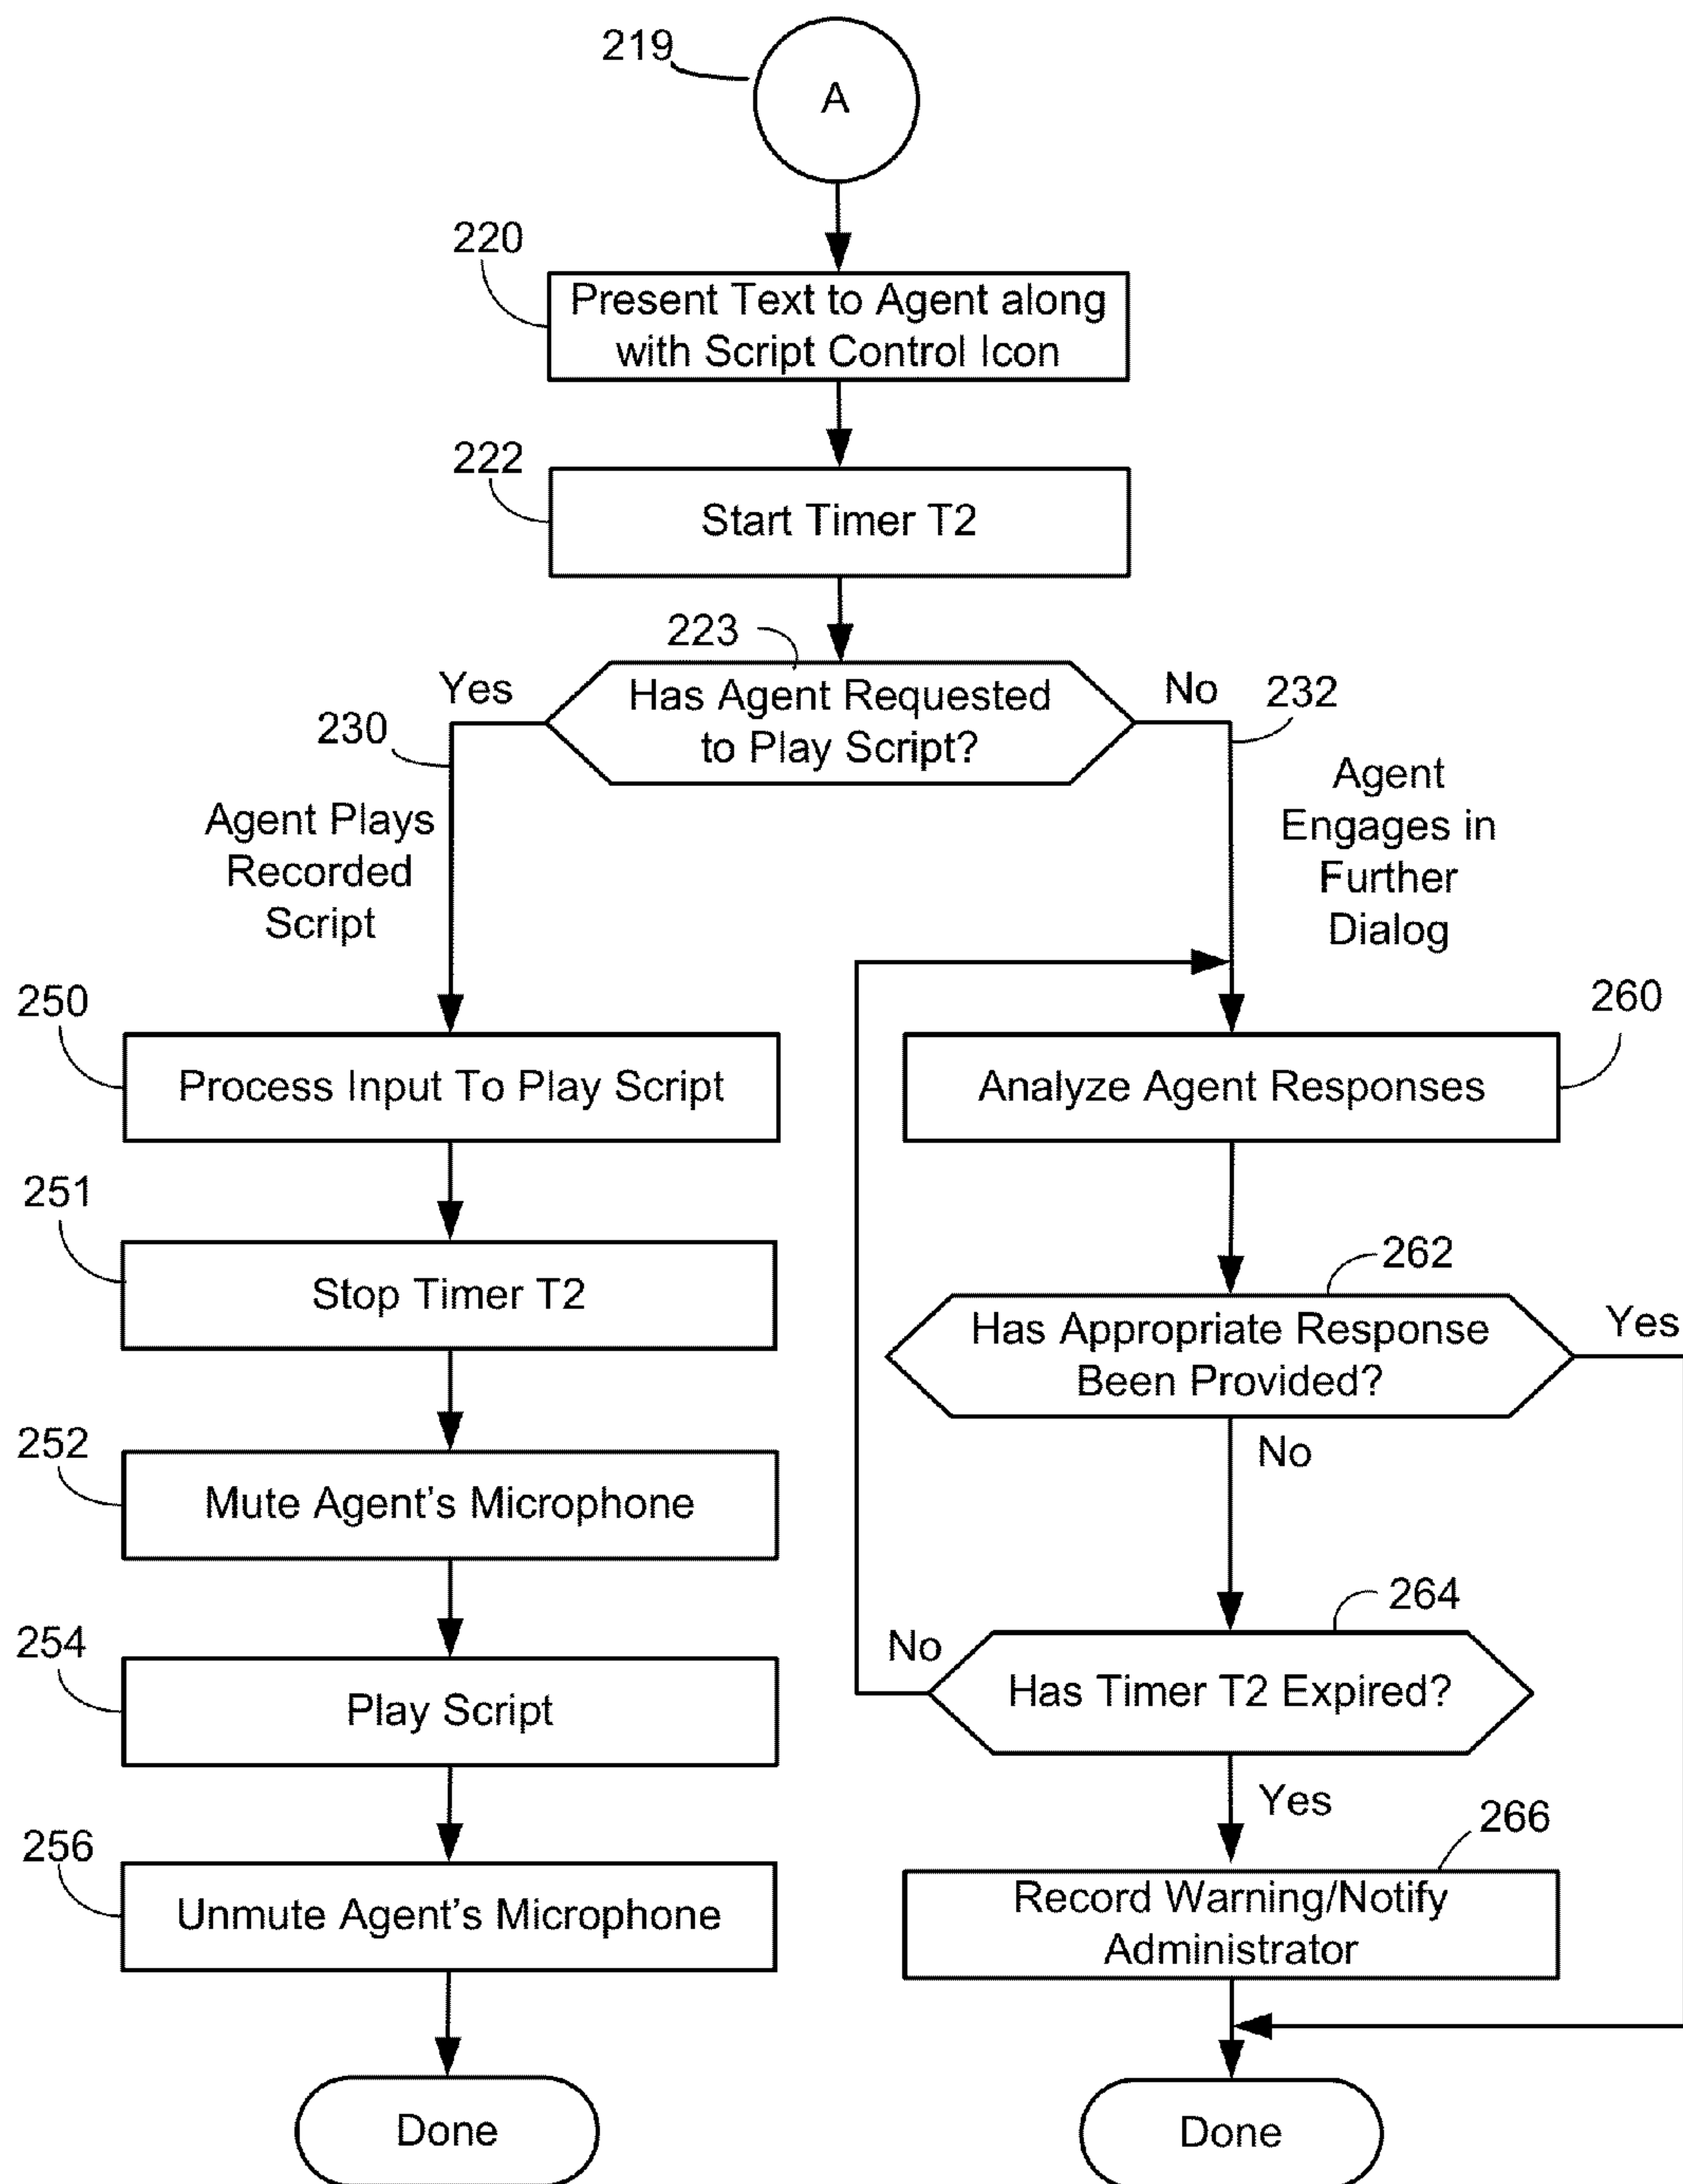 219
A
220
Present Text to Agent along
with Script Control Icon
222
Start Timer T2
223
Yes
Has Agent Requested
to Play Script?
No
232
230
Agent Plays
Recorded
Script
Agent
Engages in
Further
Dialog
250
Process Input To Play Script
260
Analyze Agent Responses
251
Stop Timer T2
262
Has Appropriate Response
Been Provided?
Yes
No
252
Mute Agent's Microphone
264
No
Has Timer T2 Expired?
254
Play Script
Yes
266
Record Warning/Notify
Administrator
256
Unmute Agent's Microphone
Done
Done